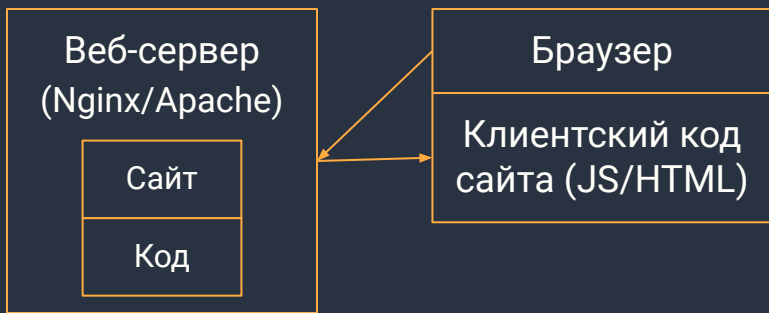 Веб-сервер
(Nginx/Apache)
Сайт
Код
Браузер
Клиентский код
сайта (JS/HTML)